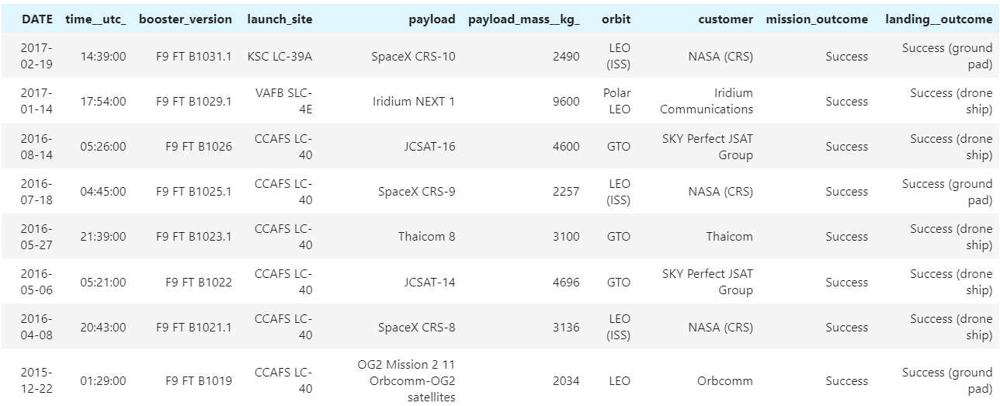 DATE time__utc_ booster_version launch_site payload payload_mass__kg_ orbit customer mission_outcome landing__outcome
2017- LEO Success (ground
14:39:00 F9 FT B1031.1 KSC LC-39A SpaceX CRS-10 2490 NASA (CRS) Success
02-19 (ISS) pad)
2017- VAFB SLC- Polar Iridium Success (drone
17:54:00 F9 FT B1029.1 Iridium NEXT 1 9600 Success
01-14 4E LEO Communications ship)
2016- CCAFS LC- SKY Perfect JSAT Success (drone
05:26:00 F9 FT B1026 JCSAT-16 4600 GTO Success
08-14 40 Group ship)
2016- CCAFS LC- LEO Success (ground
04:45:00 F9 FT B1025.1 SpaceX CRS-9 2257 NASA (CRS) Success
07-18 40 (ISS) pad)
2016- CCAFS LC- Success (drone
21:39:00 F9 FT B1023.1 Thaicom 8 3100 GTO Thaicom Success
05-27 40 ship)
2016- CCAFS LC- SKY Perfect JSAT Success (drone
05:21:00 F9 FT B1022 JCSAT-14 4696 GTO Success
05-06 40 Group ship)
2016- CCAFS LC- LEO Success (drone
20:43:00 F9 FT B1021.1 SpaceX CRS-8 3136 NASA (CRS) Success
04-08 40 (ISS) ship)
2015- CCAFS LC- OG2 Mission 2 11 Success (ground
01:29:00 F9 FT B1019 Orbcomm-OG2 2034 LEO Orbcomm Success
12-22 40 satellites pad)